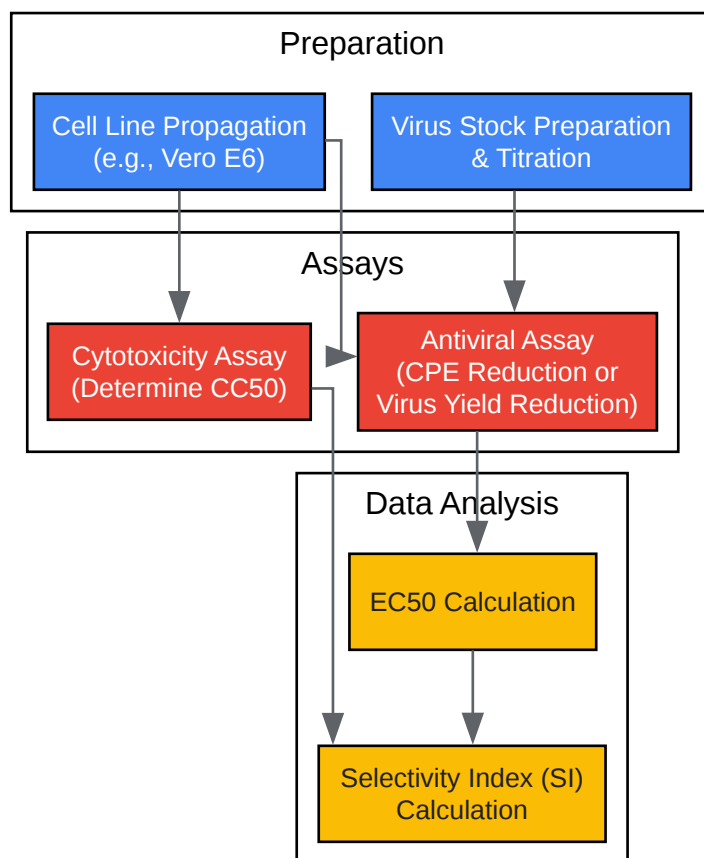 Preparation
Cell Line Propagation
(e.g., Vero E6)
Virus Stock Preparation
& Titration
Assays
Cytotoxicity Assay
(Determine CC50)
Antiviral Assay
(CPE Reduction or
Virus Yield Reduction)
Data Analysis
EC50 Calculation
Selectivity Index (SI)
Calculation